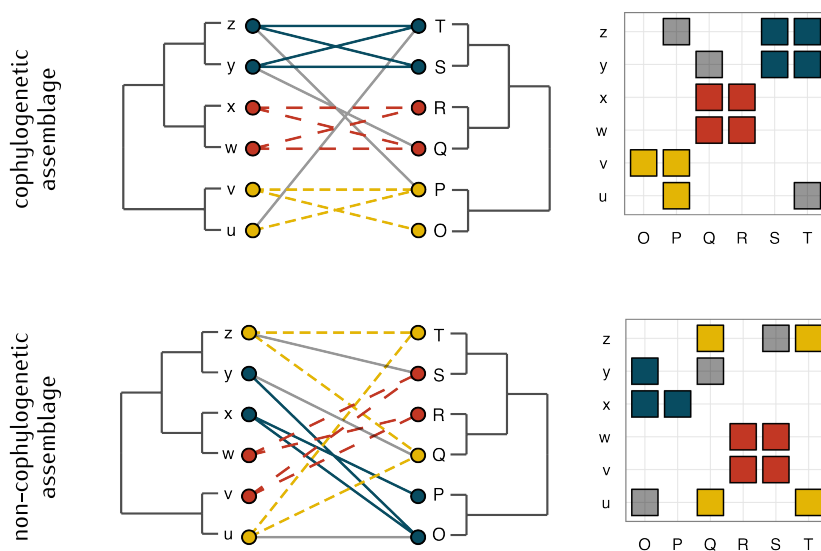 cophylogenetic
assemblage
z
y
x
w
v
u
T
S
R
Q
P
O
z
y
x
w
v
u
O P Q R S T
non-cophylogenetic
assemblage
z
y
x
w
v
u
T
S
R
Q
P
O
z
y
x
w
v
u
O P Q R S T